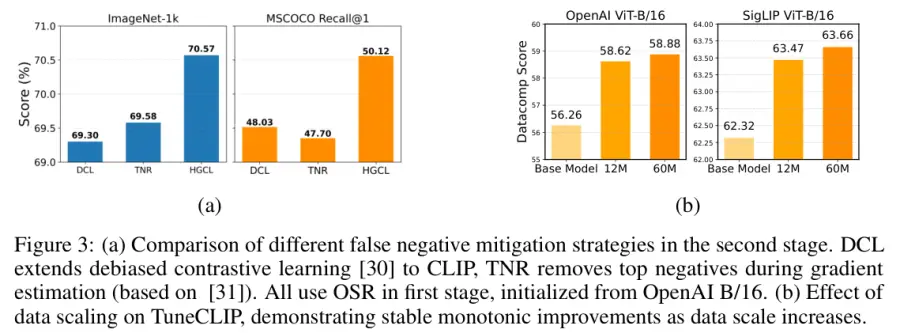 ImageNet-1k
MSCOCO Recall@1
Score (%)
71.0
70.5
70.0
69.5
69.0
69.30
69.58
70.57
DCL
TNR
HGCL
48.03
47.70
50.12
DCL
TNR
HGCL
(a)
OpenAI ViT-B/16
SigLIP ViT-B/16
Datacomp Score
60
59
58
57
56
55
56.26
58.62
58.88
Base Model
12M
60M
64.00
63.75
63.50
63.25
63.00
62.75
62.50
62.25
62.00
62.32
63.47
63.66
Base Model
12M
60M
(b)
Figure 3: (a) Comparison of different false negative mitigation strategies in the second stage. DCL
extends debiased contrastive learning [30] to CLIP, TNR removes top negatives during gradient
estimation (based on [31]). All use OSR in first stage, initialized from OpenAI B/16. (b) Effect of
data scaling on TuneCLIP, demonstrating stable monotonic improvements as data scale increases.